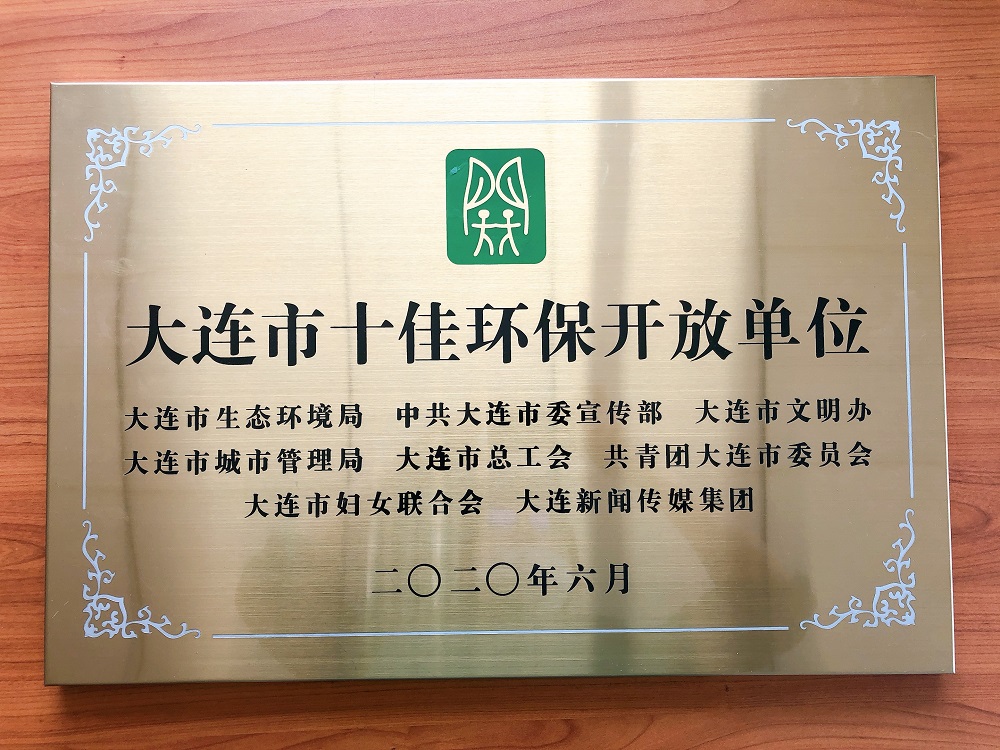 大连市十佳环保开放单位
大连市生态环境局 中共大连市委宣传部 大连市文明办
大连市城市管理局 大连市总工会 共青团大连市委员会
大连市妇女联合会 大连新闻传媒集团
二〇二〇年六月